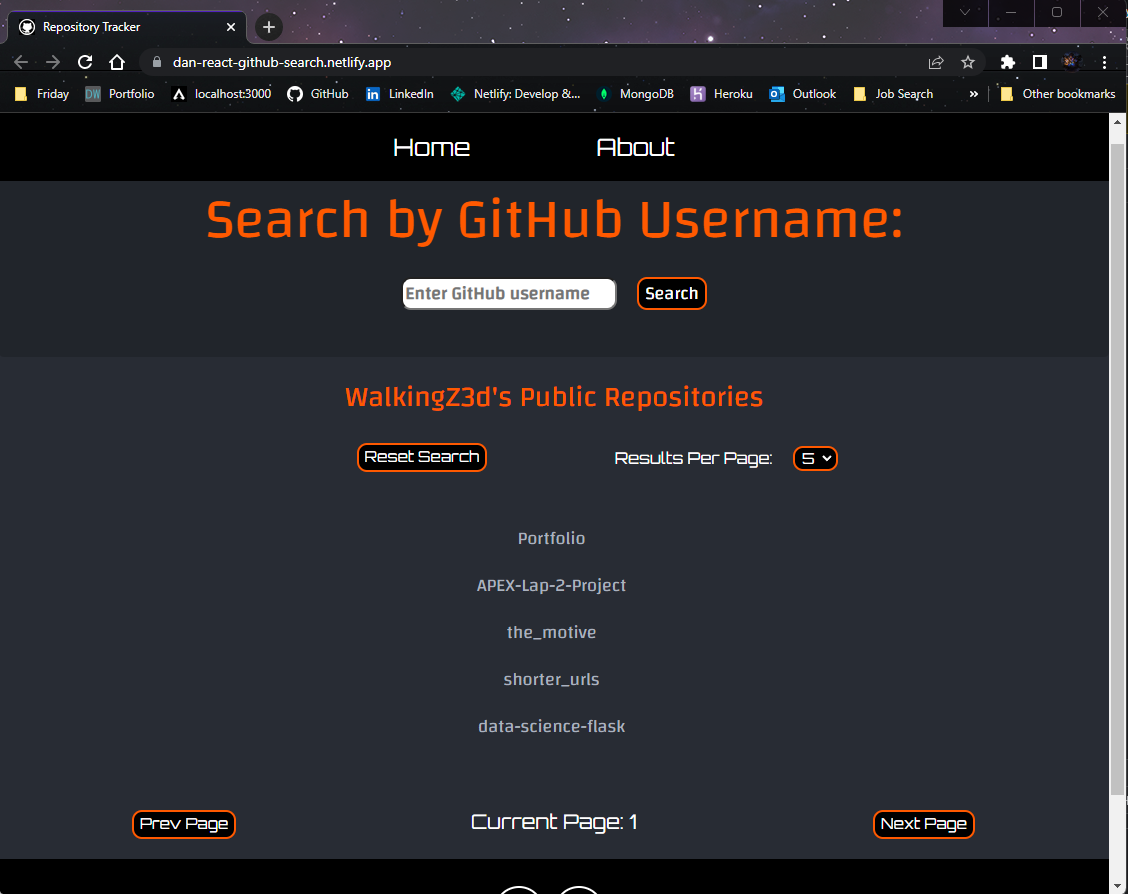 Repository Tracker
dan-react-github-search.netlify.app
Friday DW Portfolio localhost:3000 GitHub LinkedIn Netlify: Develop &... MongoDB Heroku Outlook Job Search » Other bookmarks
Home About
Search by GitHub Username:
Enter GitHub username Search
WalkingZ3d's Public Repositories
Reset Search Results Per Page: 5
Portfolio
APEX-Lap-2-Project
the_motive
shorter_urls
data-science-flask
Prev Page Current Page: 1 Next Page